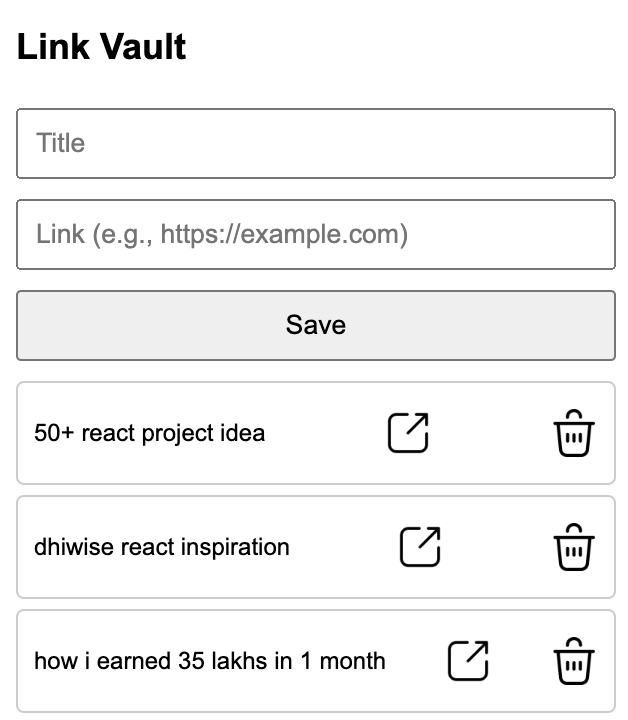 Link Vault
Title
Link (e.g., https://example.com)
Save
50+ react project idea
dhiwise react inspiration
how i earned 35 lakhs in 1 month